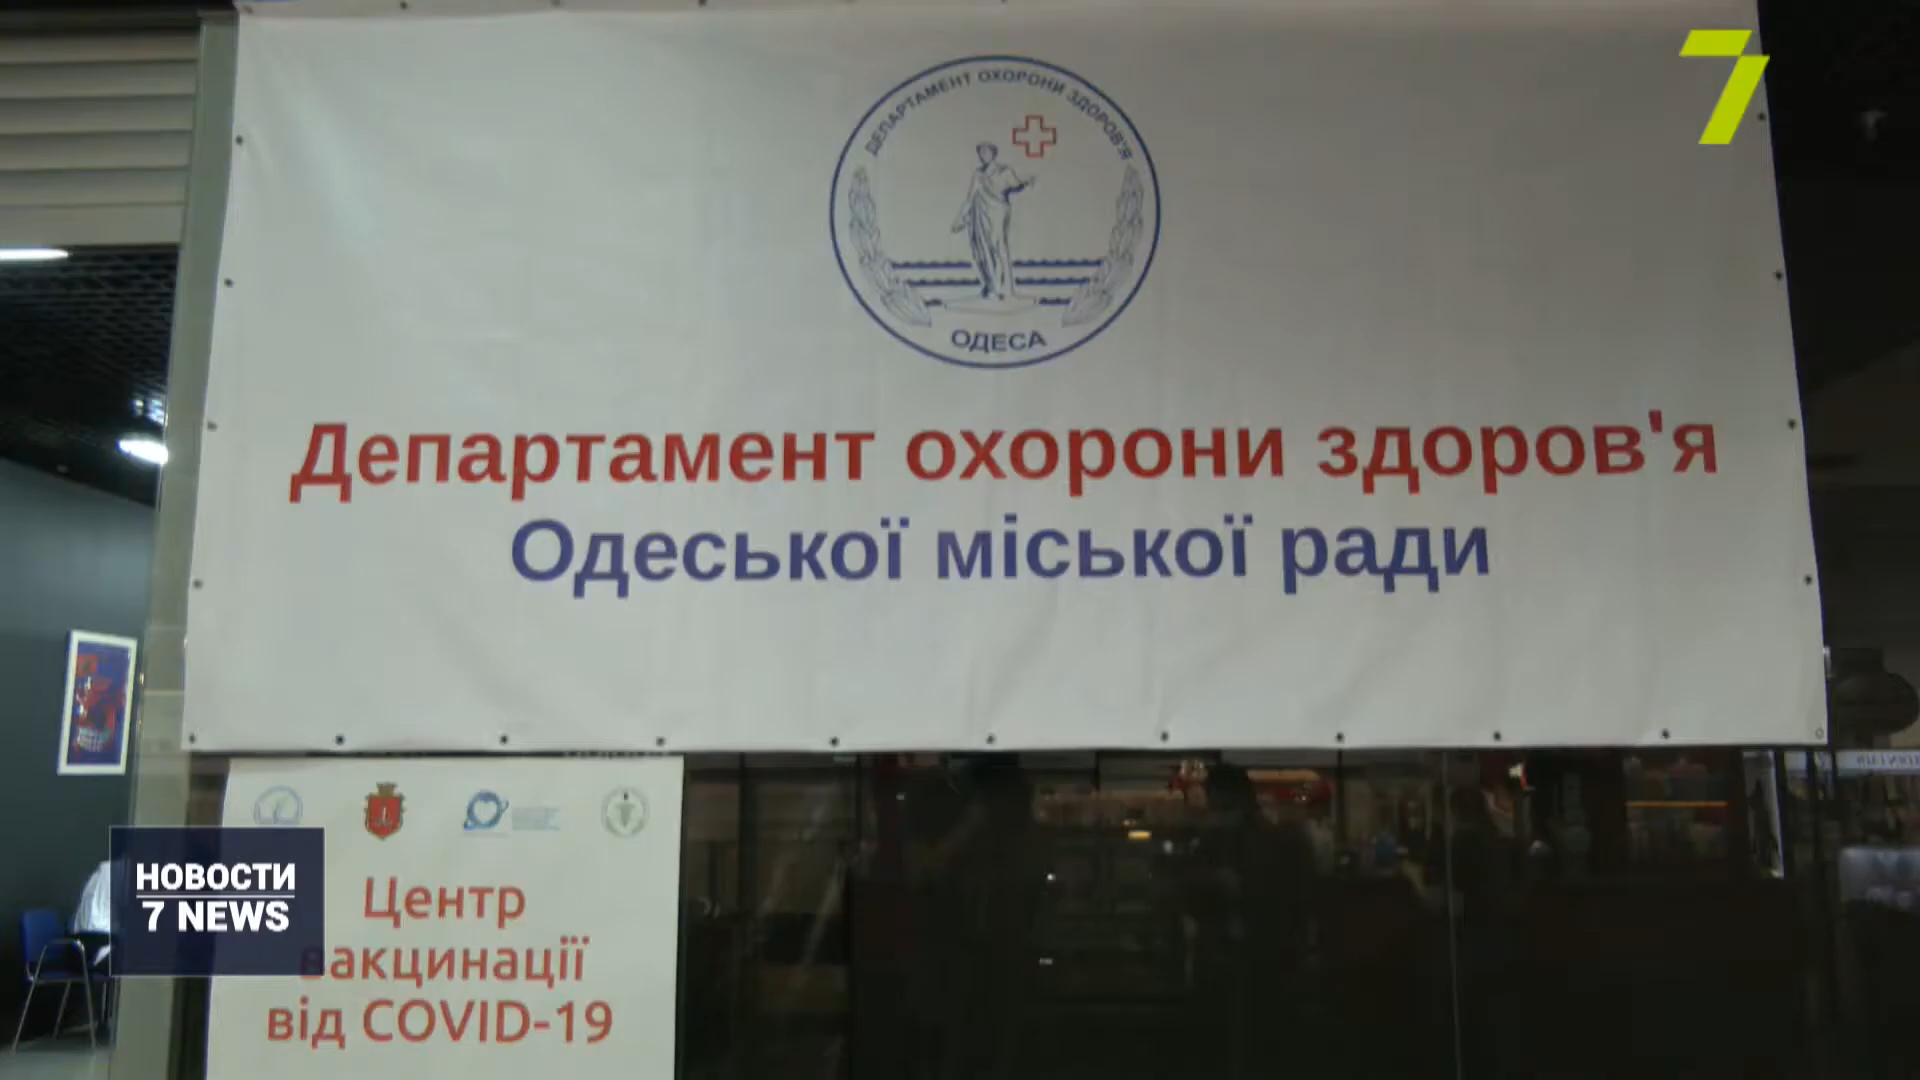 7
ДЕПАРТАМЕНТ ОХОРОНИ ЗДОРОВ'Я
ОДЕСА
Департамент охорони здоров'я
Одеської міської ради
НОВОСТИ
7 NEWS
Центр
вакцинації
від COVID-19